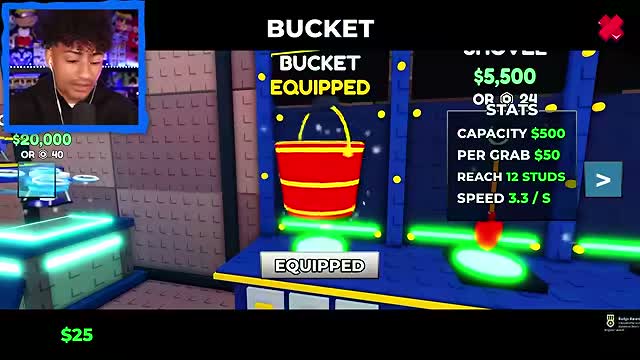 BUCKET
BUCKET
EQUIPPED
SHOVEL
$5,500
OR 24
STATS
CAPACITY $500
PER GRAB $50
REACH 12 STUDS
SPEED 3.3 / S
>
$20,000
OR 40
EQUIPPED
$25